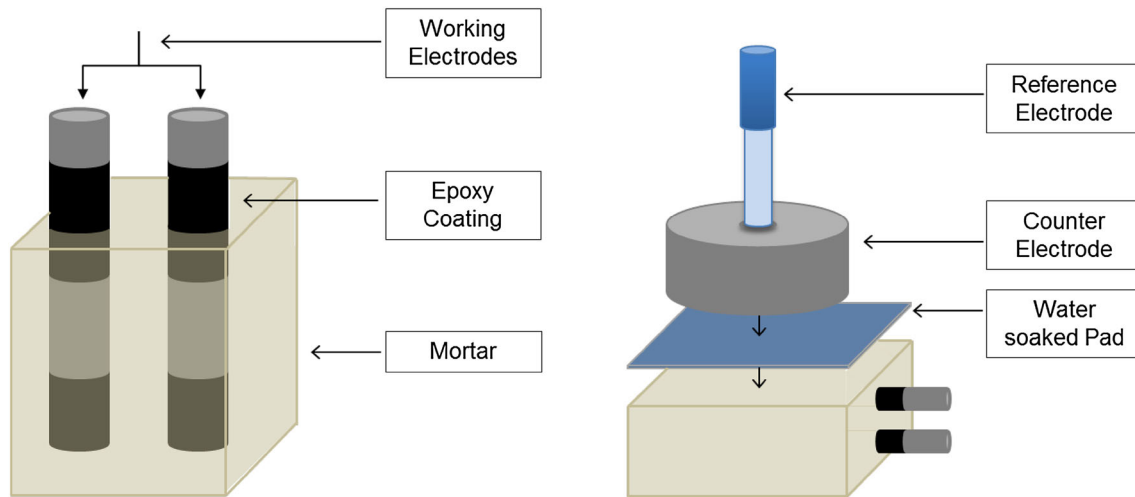 Working
Electrodes
Epoxy
Coating
Mortar
Reference
Electrode
Counter
Electrode
Water
soaked Pad